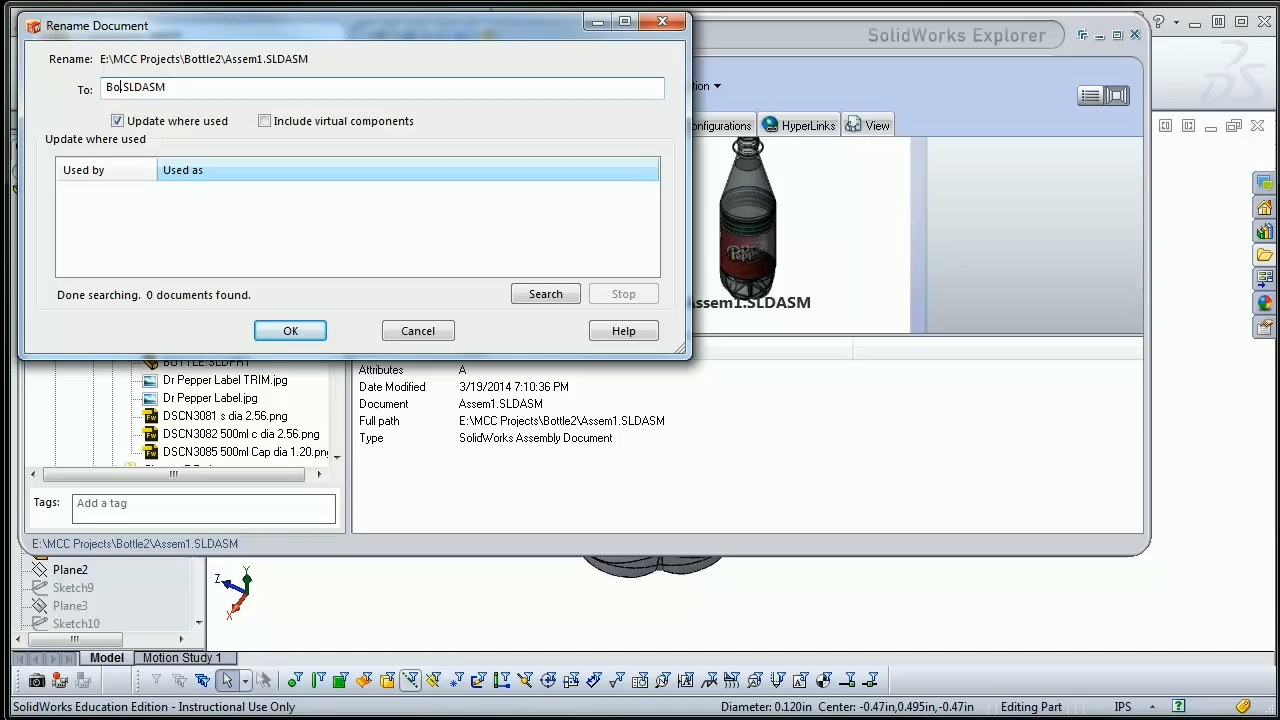 Rename Document
SolidWorks Explorer
Rename: E:\MCC Projects\Bottle2\Assem1.SLDASM
To: Bo.SLDASM
Update where used
Include virtual components
HyperLinks
View
Update where used
Used by
Used as
Dr Pepper
Done searching. 0 documents found.
Search
Stop
OK
Cancel
Help
BOTTLE.SLDPRT
Dr Pepper Label TRIM.jpg
Dr Pepper Label.jpg
DSCN3081 s dia 2.56.png
DSCN3082 500ml c dia 2.56.png
DSCN3085 500ml Cap dia 1.20.png
Attributes A
Date Modified 3/19/2014 7:10:36 PM
Document Assem1.SLDASM
Full path E:\MCC Projects\Bottle2\Assem1.SLDASM
Type SolidWorks Assembly Document
Tags: Add a tag
E:\MCC Projects\Bottle2\Assem1.SLDASM
Plane2
Sketch9
Plane3
Sketch10
Z Y X
Model
Motion Study 1
SolidWorks Education Edition - Instructional Use Only
Diameter: 0.120in Center: -0.47in,0.495in,-0.47in
Editing Part
IPS